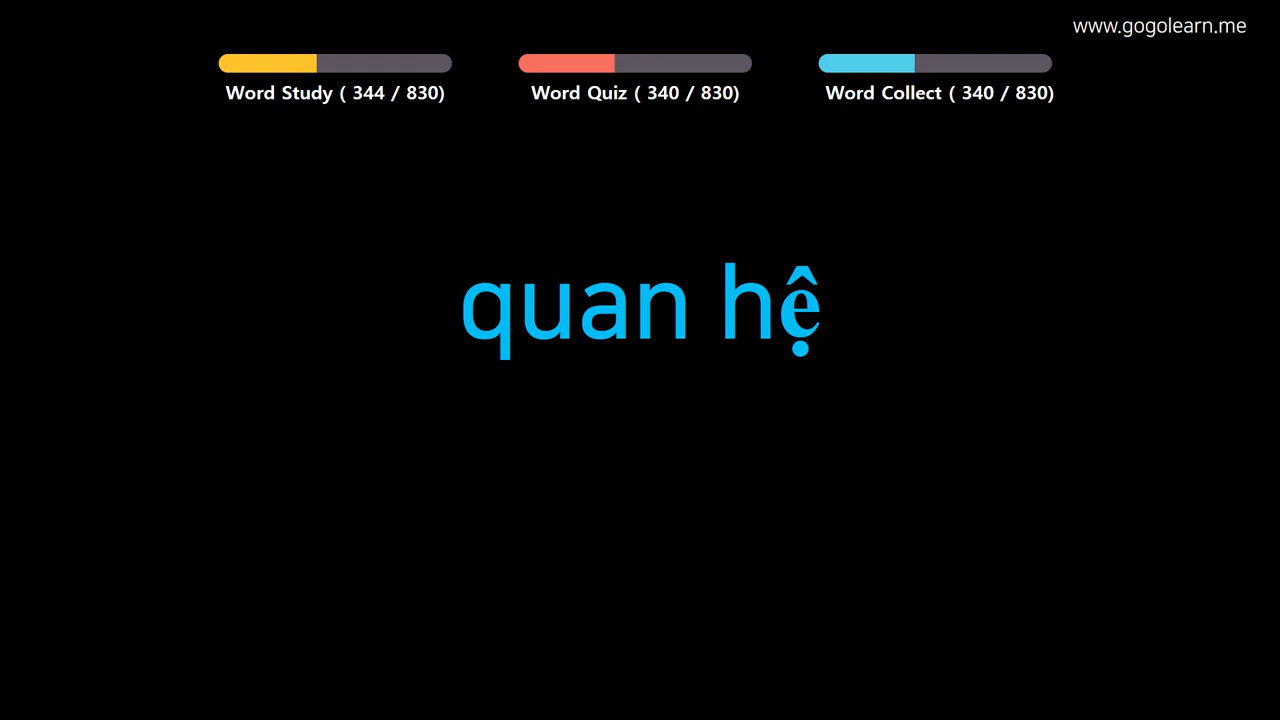 www.gogolearn.me
Word Study ( 344 / 830)
Word Quiz ( 340 / 830)
Word Collect ( 340 / 830)
quan hệ